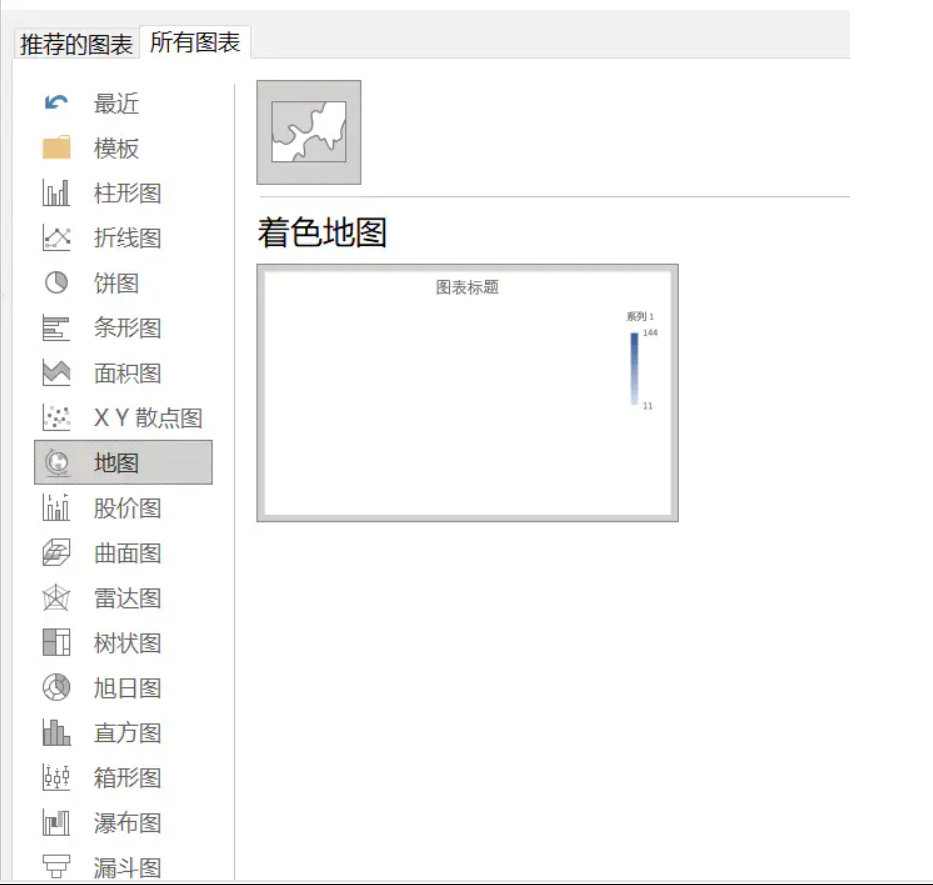 推荐的图表
所有图表
最近
模板
柱形图
折线图
饼图
条形图
面积图
X Y 散点图
地图
股价图
曲面图
雷达图
树状图
旭日图
直方图
箱形图
瀑布图
漏斗图
着色地图
图表标题
系列 1
144
11